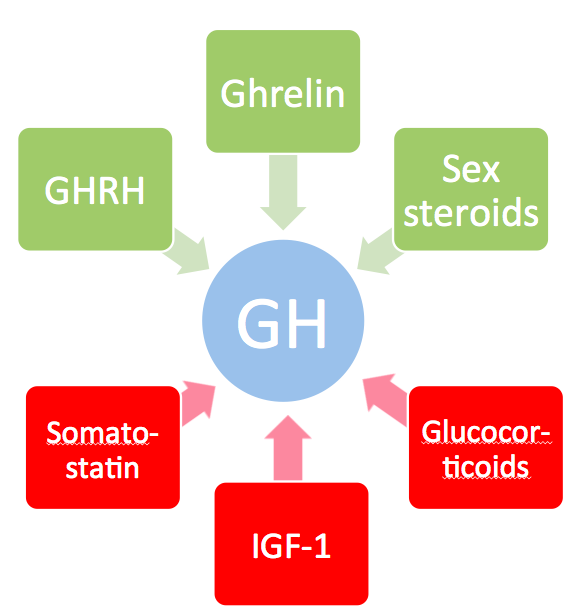 Ghrelin
GHRH
Sex
steroids
GH
Somato-
statin
Glucocor-
ticoids
IGF-1